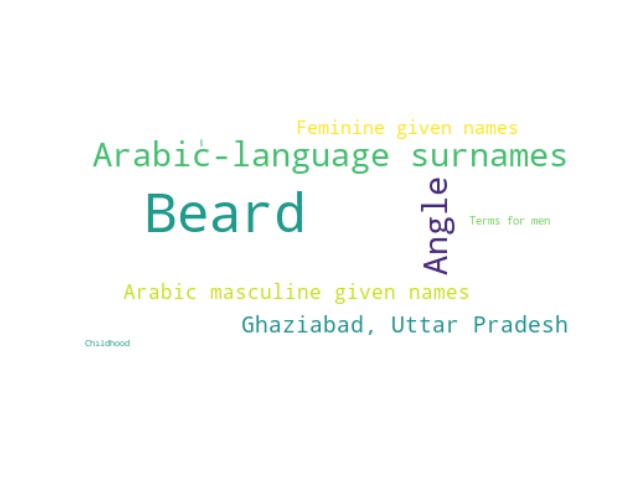 Feminine given names
Arabic-language surnames
Beard
Angle
Terms for men
Arabic masculine given names
Ghaziabad, Uttar Pradesh
Childhood